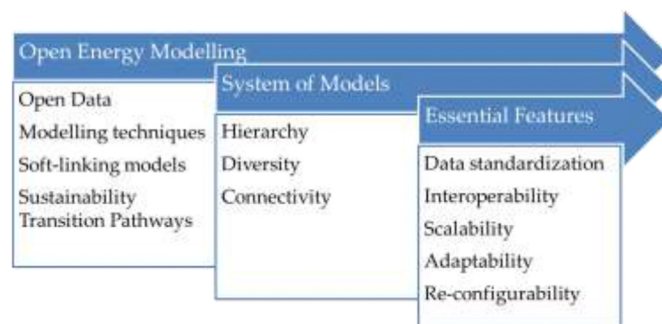 Open Energy Modelling
Open Data
Modelling techniques
Soft-linking models
Sustainability
Transition Pathways
System of Models
Hierarchy
Diversity
Connectivity
Essential Features
Data standardization
Interoperability
Scalability
Adaptability
Re-configurability